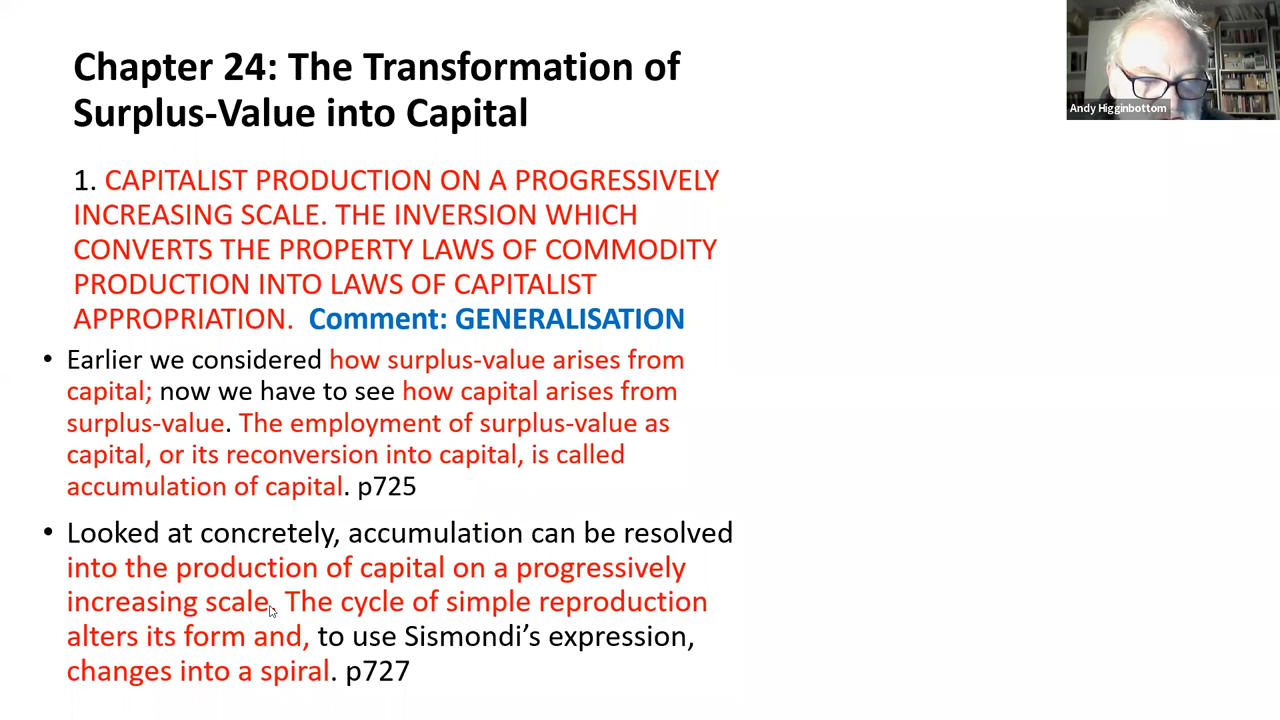 Chapter 24: The Transformation of
Surplus-Value into Capital
Andy Higginbottom
1. CAPITALIST PRODUCTION ON A PROGRESSIVELY
INCREASING SCALE. THE INVERSION WHICH
CONVERTS THE PROPERTY LAWS OF COMMODITY
PRODUCTION INTO LAWS OF CAPITALIST
APPROPRIATION. Comment: GENERALISATION
• Earlier we considered how surplus-value arises from
capital; now we have to see how capital arises from
surplus-value. The employment of surplus-value as
capital, or its reconversion into capital, is called
accumulation of capital. p725
• Looked at concretely, accumulation can be resolved
into the production of capital on a progressively
increasing scale. The cycle of simple reproduction
alters its form and, to use Sismondi’s expression,
changes into a spiral. p727